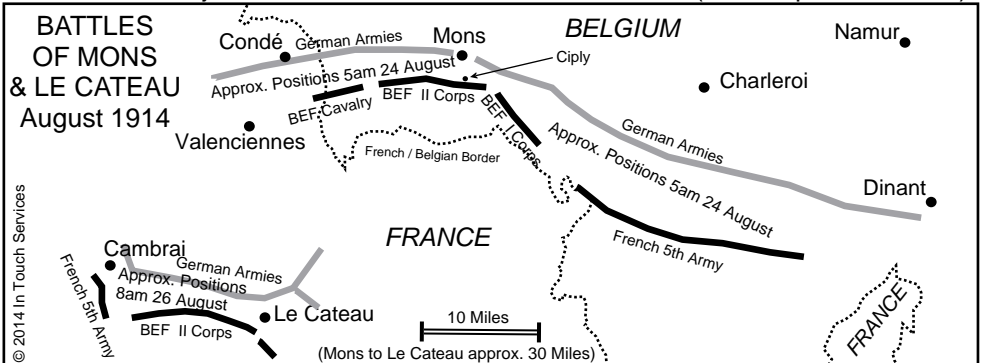 BATTLES
OF MONS
& LE CATEAU
August 1914
Condé
German Armies
Mons
BELGIUM
Namur
Ciply
Approx. Positions 5am 24 August
Charleroi
BEF Cavalry
BEF II Corps
BEF I Corps
Valenciennes
French / Belgian Border
German Armies
Approx. Positions 5am 24 August
Dinant
French 5th Army
FRANCE
Cambrai
German Armies
Approx. Positions
8am 26 August
French 5th Army
BEF II Corps
Le Cateau
10 Miles
(Mons to Le Cateau approx. 30 Miles)
FRANCE
© 2014 In Touch Services